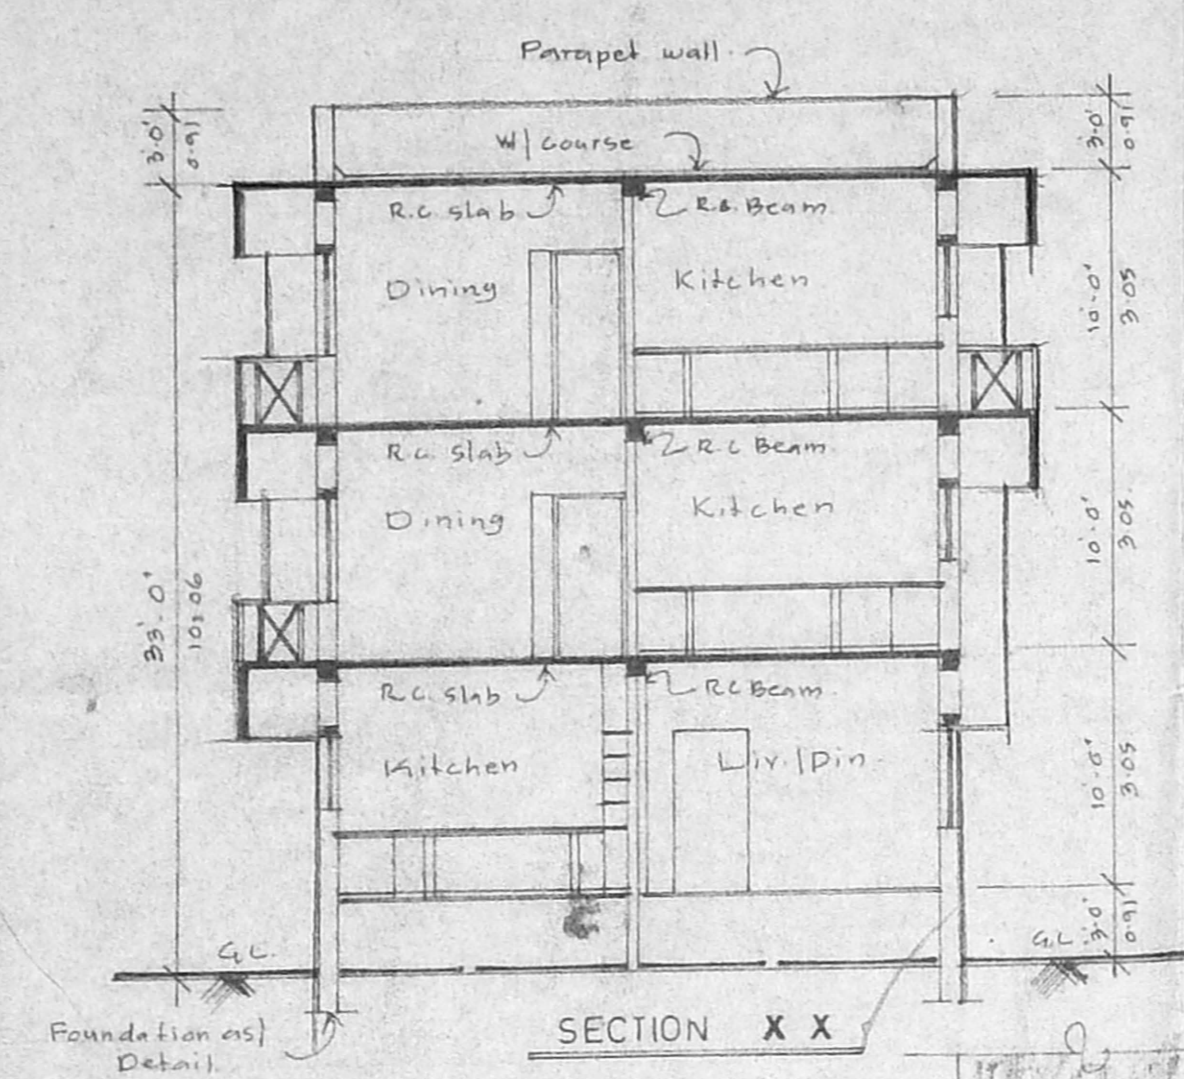 Parapet wall
3'.0'
0.91
3'.0'
0.91
W/ course
R.C. Slab
R.C. Beam
Dining
Kitchen
10'.0'
3.05
R.C. Slab
R.C Beam
Dining
Kitchen
10'.0'
3.05
33'.0'
10.06
R.C. Slab
R.C Beam
Kitchen
Liv./Din.
10'.0'
3.05
3'.0'
0.91
G.L.
G.L
Foundation as/
Detail
SECTION X X